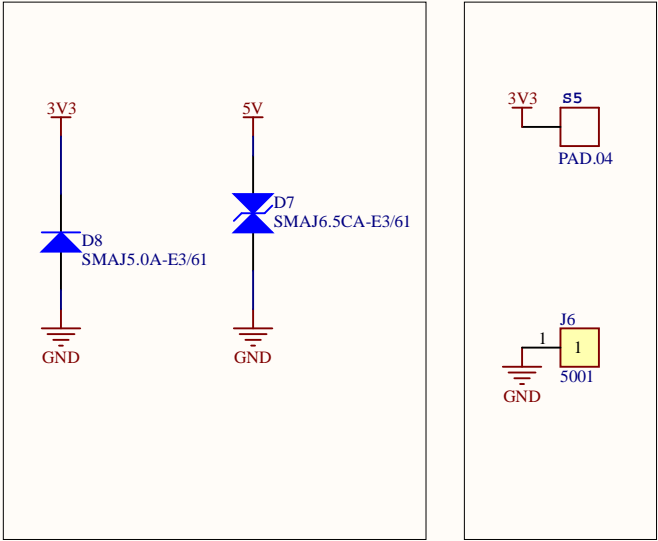 3V3
D8
SMAJ5.0A-E3/61
GND
5V
D7
SMAJ6.5CA-E3/61
GND
3V3
S5
PAD.04
J6
1
1
5001
GND